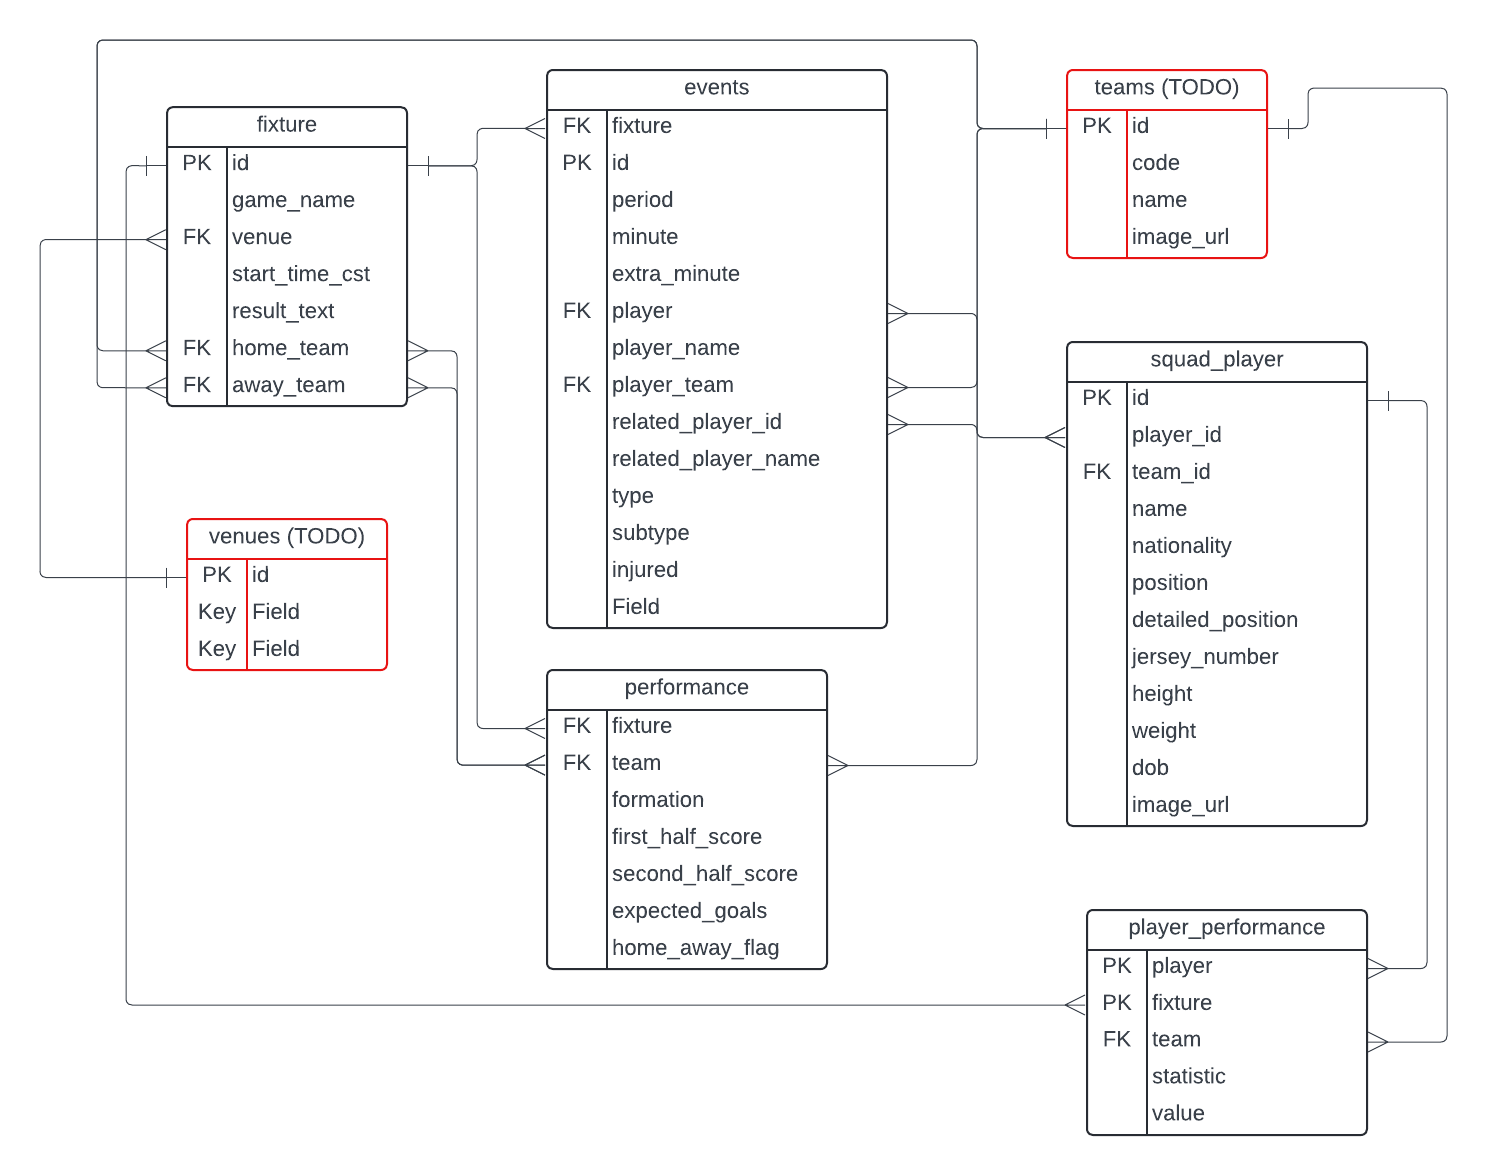 fixture
PK id
game_name
FK venue
start_time_cst
result_text
FK home_team
FK away_team
venues (TODO)
PK id
Key Field
Key Field
events
FK fixture
PK id
period
minute
extra_minute
FK player
player_name
FK player_team
related_player_id
related_player_name
type
subtype
injured
Field
performance
FK fixture
FK team
formation
first_half_score
second_half_score
expected_goals
home_away_flag
teams (TODO)
PK id
code
name
image_url
squad_player
PK id
player_id
FK team_id
name
nationality
position
detailed_position
jersey_number
height
weight
dob
image_url
player_performance
PK player
PK fixture
FK team
statistic
value